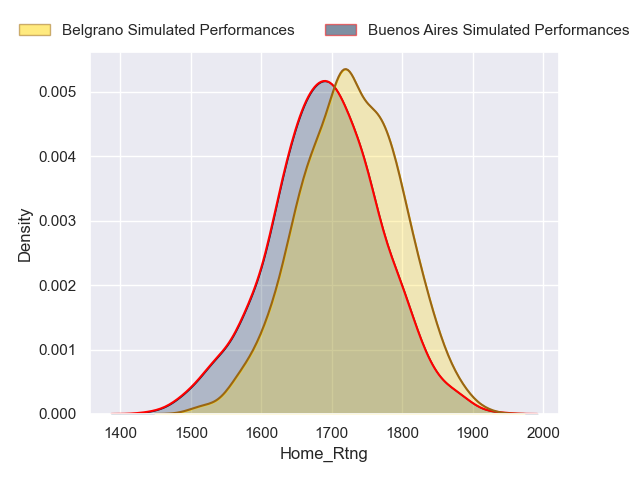 Belgrano Simulated Performances Buenos Aires Simulated Performances
0.005
0.004
0.003
0.002
0.001
0.000
Density
1400 1500 1600 1700 1800 1900 2000
Home_Rtng